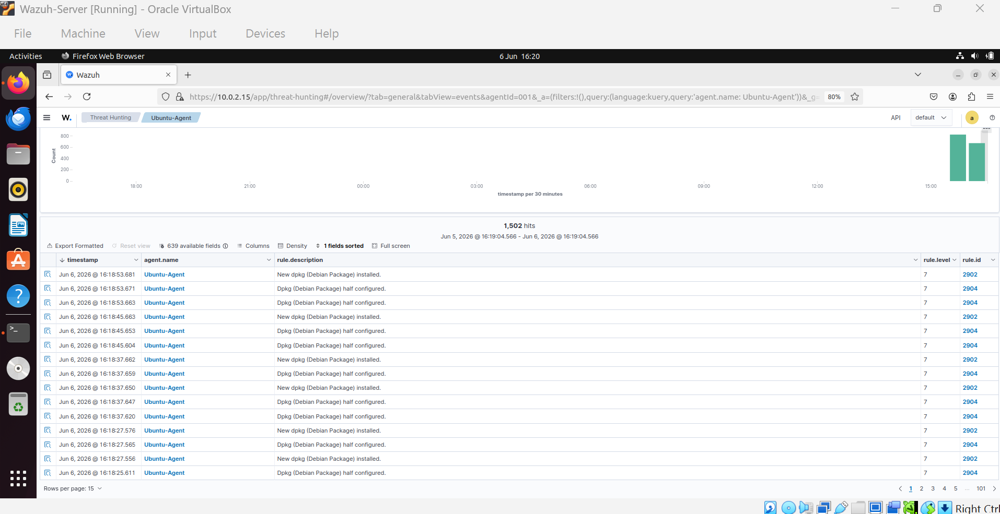 Wazuh-Server [Running] - Oracle VirtualBox
File Machine View Input Devices Help
Activities Firefox Web Browser 6 Jun 16:20
Wazuh
https://10.0.2.15/app/threat-hunting#/overview/?tab=general&tabView=events&agentId=001&_a=(filters:!(),query:(language:kuery,query:'agent.name: Ubuntu-Agent'))&_g= 80%
W. Threat Hunting Ubuntu-Agent API default a
800
600
400
200
0
Count
18:00 21:00 00:00 03:00 06:00 09:00 12:00 15:00
timestamp per 30 minutes
1,502 hits
Jun 5, 2026 @ 16:19:04.566 - Jun 6, 2026 @ 16:19:04.566
Export Formatted Reset view 639 available fields Columns Density 1 fields sorted Full screen
timestamp agent.name rule.description rule.level rule.id
Jun 6, 2026 @ 16:18:53.681 Ubuntu-Agent New dpkg (Debian Package) installed. 7 2902
Jun 6, 2026 @ 16:18:53.671 Ubuntu-Agent Dpkg (Debian Package) half configured. 7 2904
Jun 6, 2026 @ 16:18:53.663 Ubuntu-Agent Dpkg (Debian Package) half configured. 7 2904
Jun 6, 2026 @ 16:18:45.663 Ubuntu-Agent New dpkg (Debian Package) installed. 7 2902
Jun 6, 2026 @ 16:18:45.653 Ubuntu-Agent Dpkg (Debian Package) half configured. 7 2904
Jun 6, 2026 @ 16:18:45.604 Ubuntu-Agent Dpkg (Debian Package) half configured. 7 2904
Jun 6, 2026 @ 16:18:37.662 Ubuntu-Agent New dpkg (Debian Package) installed. 7 2902
Jun 6, 2026 @ 16:18:37.659 Ubuntu-Agent Dpkg (Debian Package) half configured. 7 2904
Jun 6, 2026 @ 16:18:37.650 Ubuntu-Agent New dpkg (Debian Package) installed. 7 2902
Jun 6, 2026 @ 16:18:37.647 Ubuntu-Agent Dpkg (Debian Package) half configured. 7 2904
Jun 6, 2026 @ 16:18:37.620 Ubuntu-Agent Dpkg (Debian Package) half configured. 7 2904
Jun 6, 2026 @ 16:18:27.576 Ubuntu-Agent New dpkg (Debian Package) installed. 7 2902
Jun 6, 2026 @ 16:18:27.565 Ubuntu-Agent Dpkg (Debian Package) half configured. 7 2904
Jun 6, 2026 @ 16:18:27.556 Ubuntu-Agent New dpkg (Debian Package) installed. 7 2902
Jun 6, 2026 @ 16:18:25.611 Ubuntu-Agent Dpkg (Debian Package) half configured. 7 2904
Rows per page: 15 1 2 3 4 5 ... 101
Right Ctrl